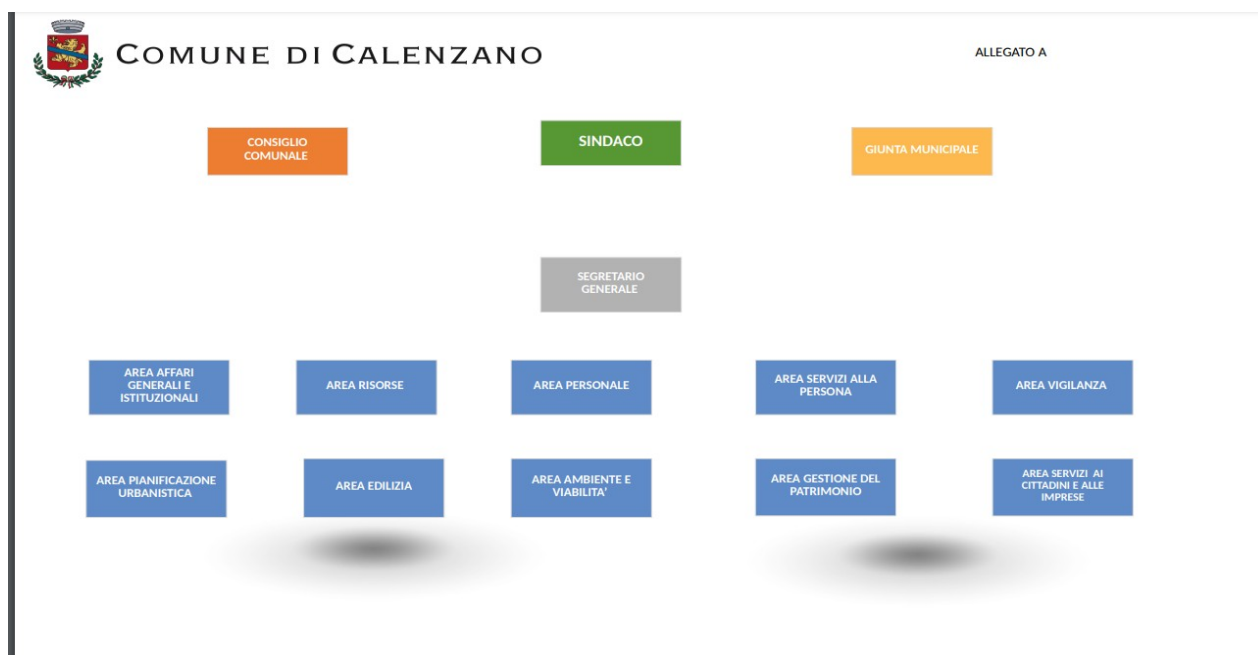 COMUNE DI CALENZANO
ALLEGATO A
CONSIGLIO
COMUNALE
SINDACO
GIUNTA MUNICIPALE
SEGRETARIO
GENERALE
AREA AFFARI
GENERALI E
ISTITUZIONALI
AREA RISORSE
AREA PERSONALE
AREA SERVIZI ALLA
PERSONA
AREA VIGILANZA
AREA PIANIFICAZIONE
URBANISTICA
AREA EDILIZIA
AREA AMBIENTE E
VIABILITA'
AREA GESTIONE DEL
PATRIMONIO
AREA SERVIZI AI
CITTADINI E ALLE
IMPRESE